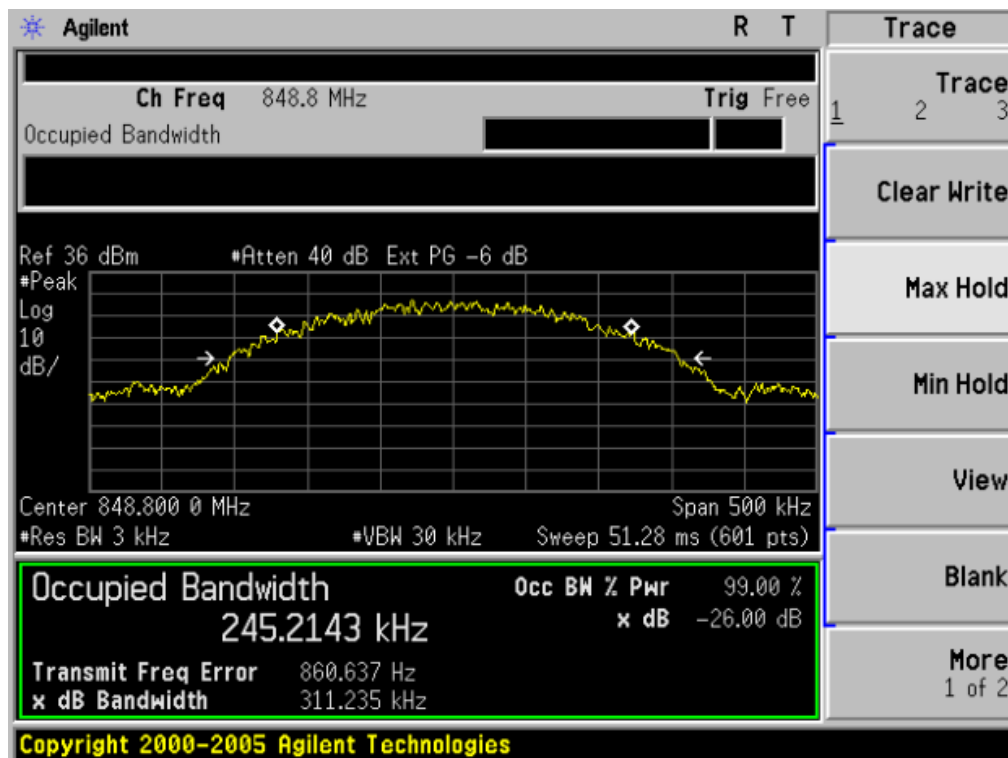 Agilent R T Trace
Ch Freq 848.8 MHz Trig Free
Occupied Bandwidth
Trace
1 2 3
Clear Write
Max Hold
Min Hold
View
Blank
More
1 of 2
Ref 36 dBm #Atten 40 dB Ext PG -6 dB
#Peak
Log
10
dB/
Center 848.800 0 MHz Span 500 kHz
#Res BW 3 kHz #VBW 30 kHz Sweep 51.28 ms (601 pts)
Occupied Bandwidth Occ BW % Pwr 99.00 %
245.2143 kHz x dB -26.00 dB
Transmit Freq Error 860.637 Hz
x dB Bandwidth 311.235 kHz
Copyright 2000-2005 Agilent Technologies